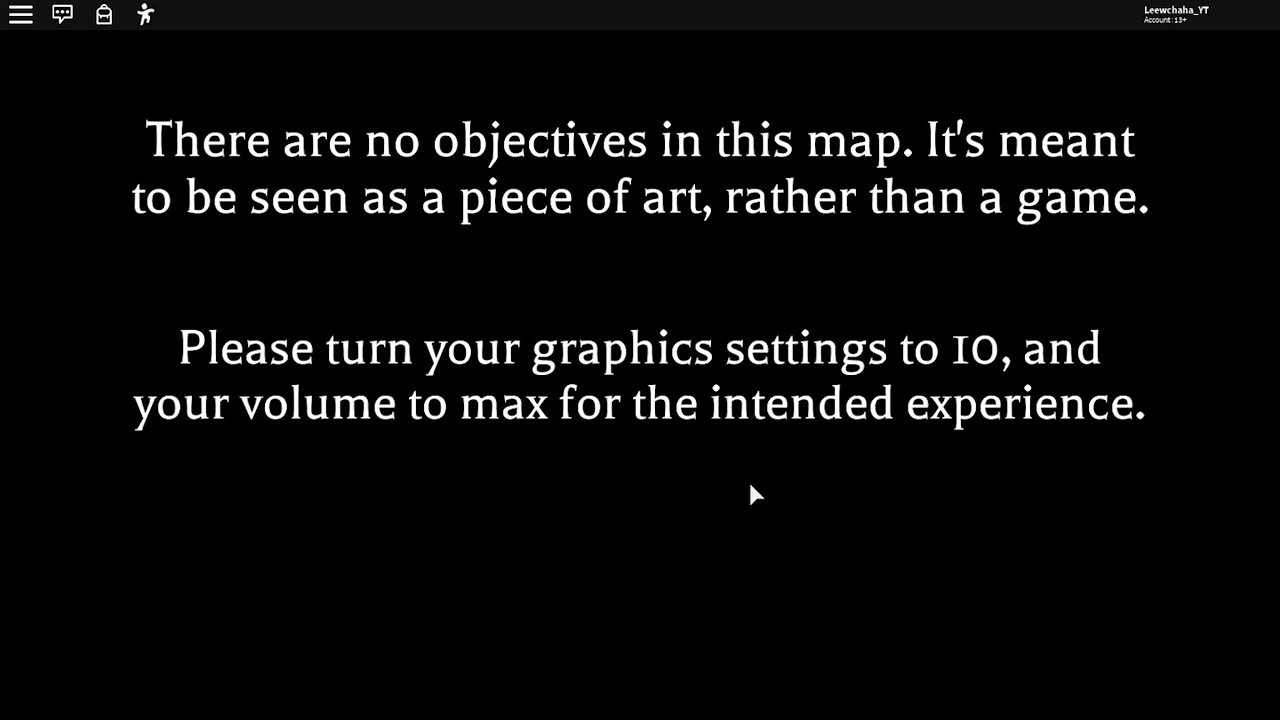 Leewchaha_YT
Account: 13+
There are no objectives in this map. It's meant
to be seen as a piece of art, rather than a game.
Please turn your graphics settings to 10, and
your volume to max for the intended experience.